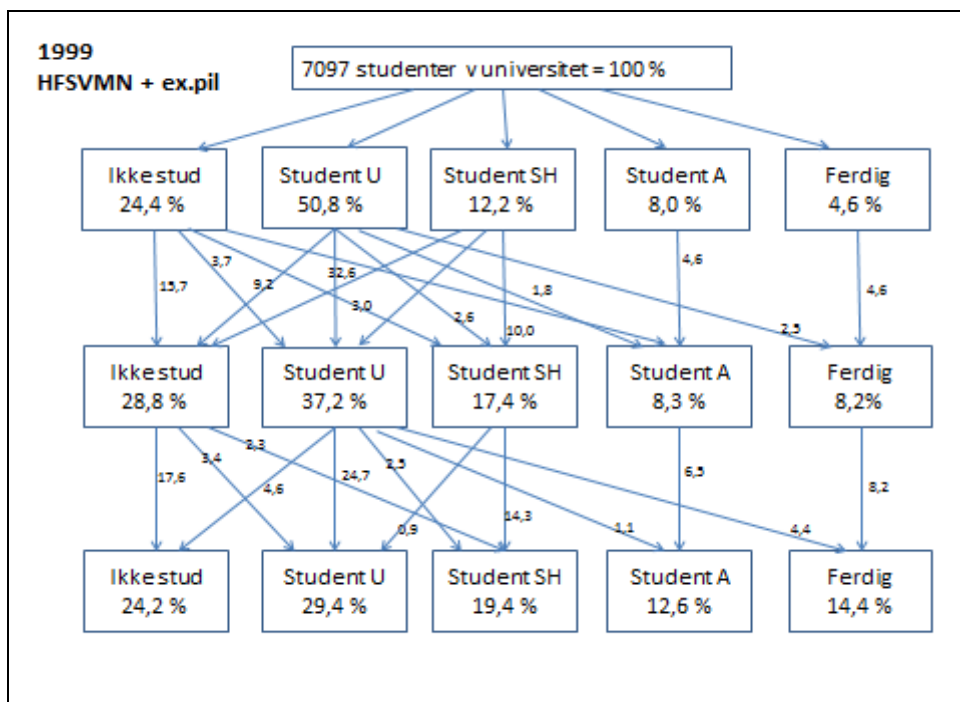 1999
HFSVMN + ex.pil
7097 studenter v universitet = 100 %
Ikke stud
24,4 %
Student U
50,8 %
Student SH
12,2 %
Student A
8,0 %
Ferdig
4,6 %
15,7
3,7
9,2
32,6
3,0
2,6
10,0
1,8
4,6
2,5
4,6
Ikke stud
28,8 %
Student U
37,2 %
Student SH
17,4 %
Student A
8,3 %
Ferdig
8,2%
17,6
3,4
2,3
4,6
24,7
2,5
0,9
14,3
1,1
6,5
4,4
8,2
Ikke stud
24,2 %
Student U
29,4 %
Student SH
19,4 %
Student A
12,6 %
Ferdig
14,4 %